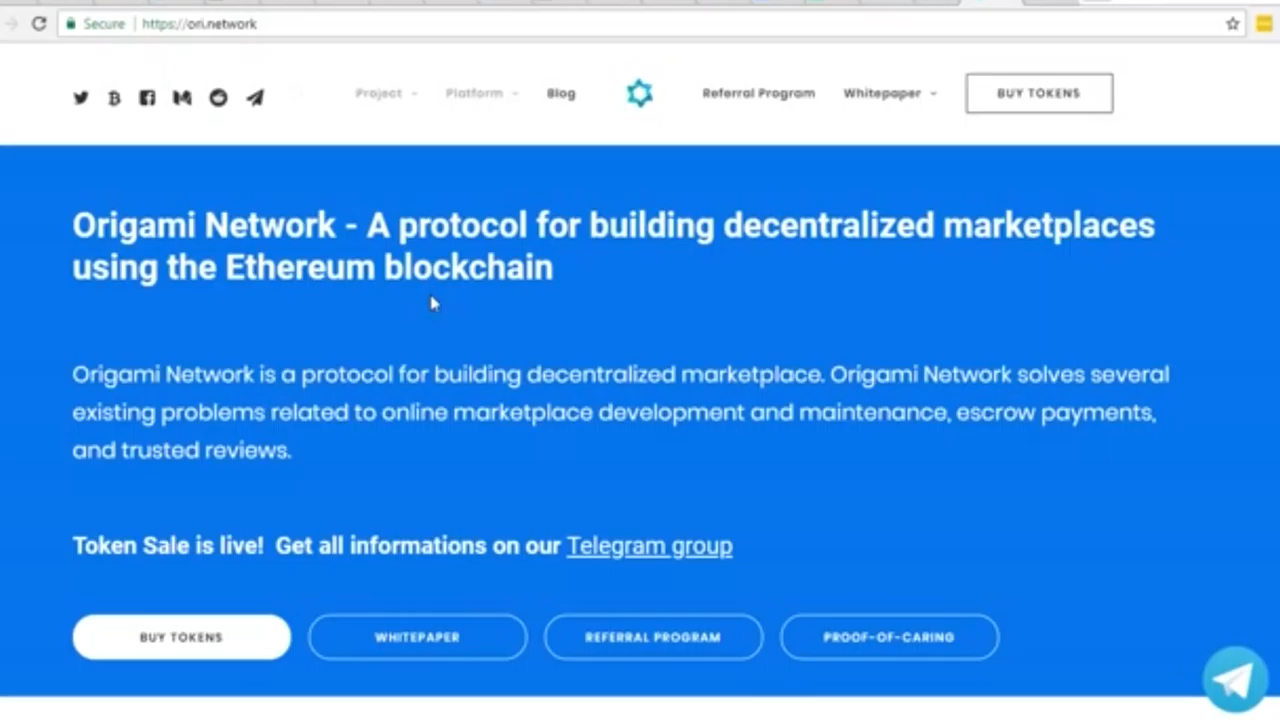 Secure https://ori.network
Project Platform Blog Referral Program Whitepaper BUY TOKENS
Origami Network - A protocol for building decentralized marketplaces
using the Ethereum blockchain
Origami Network is a protocol for building decentralized marketplace. Origami Network solves several
existing problems related to online marketplace development and maintenance, escrow payments,
and trusted reviews.
Token Sale is live! Get all informations on our Telegram group
BUY TOKENS WHITEPAPER REFERRAL PROGRAM PROOF-OF-CARING